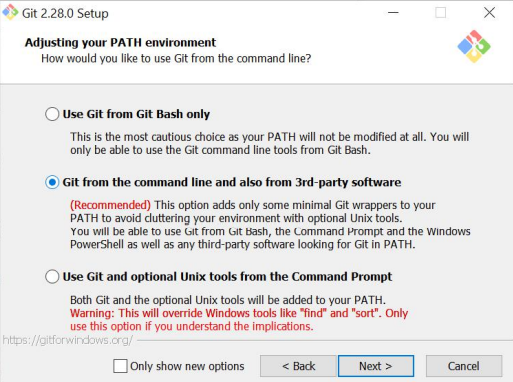 Git 2.28.0 Setup
Adjusting your PATH environment
How would you like to use Git from the command line?
Use Git from Git Bash only
This is the most cautious choice as your PATH will not be modified at all. You will
only be able to use the Git command line tools from Git Bash.
Git from the command line and also from 3rd-party software
(Recommended) This option adds only some minimal Git wrappers to your
PATH to avoid cluttering your environment with optional Unix tools.
You will be able to use Git from Git Bash, the Command Prompt and the Windows
PowerShell as well as any third-party software looking for Git in PATH.
Use Git and optional Unix tools from the Command Prompt
Both Git and the optional Unix tools will be added to your PATH.
Warning: This will override Windows tools like "find" and "sort". Only
use this option if you understand the implications.
https://gitforwindows.org/
Only show new options
< Back
Next >
Cancel